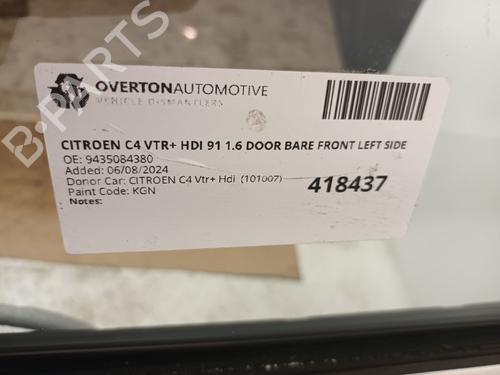 OVERTONAUTOMOTIVE
VEHICLE DISMANTLERS
CITROEN C4 VTR+ HDI 91 1.6 DOOR BARE FRONT LEFT SIDE
OE: 9435084380
Added: 06/08/2024
Donor Car: CITROEN C4 Vtr+ Hdi (101007)
418437
Paint Code: KGN
Notes:
B-PARTS